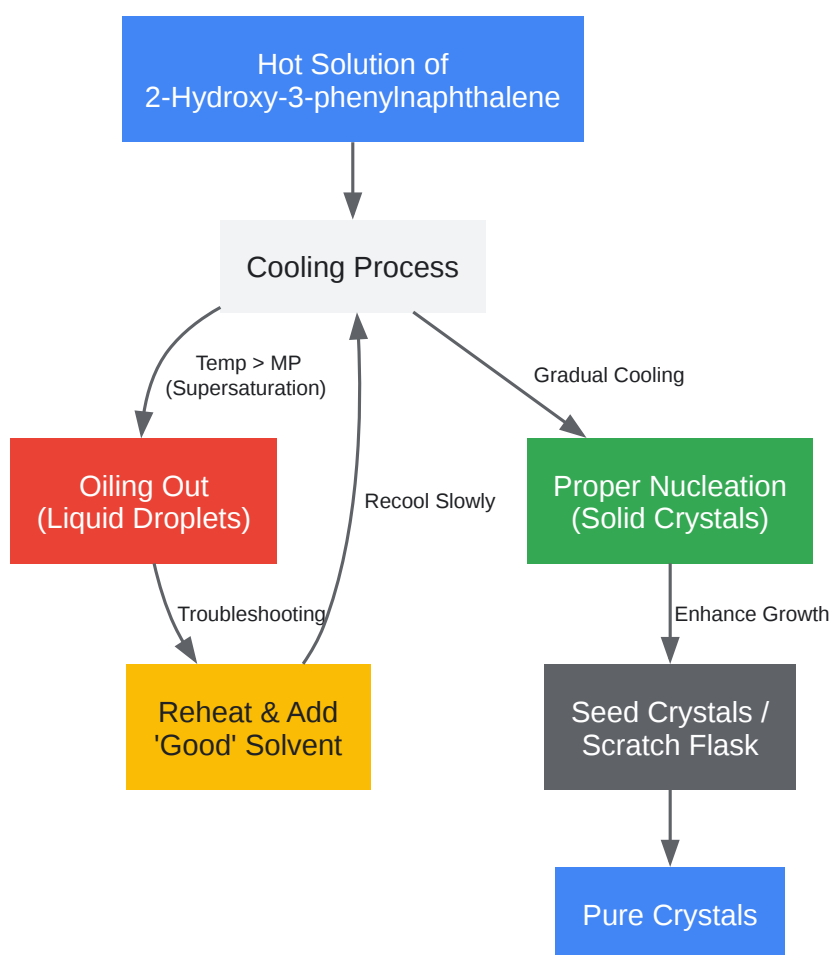 Hot Solution of
2-Hydroxy-3-phenylnaphthalene
Cooling Process
Temp > MP
(Supersaturation)
Gradual Cooling
Oiling Out
(Liquid Droplets)
Proper Nucleation
(Solid Crystals)
Recool Slowly
Troubleshooting
Enhance Growth
Reheat & Add
'Good' Solvent
Seed Crystals /
Scratch Flask
Pure Crystals